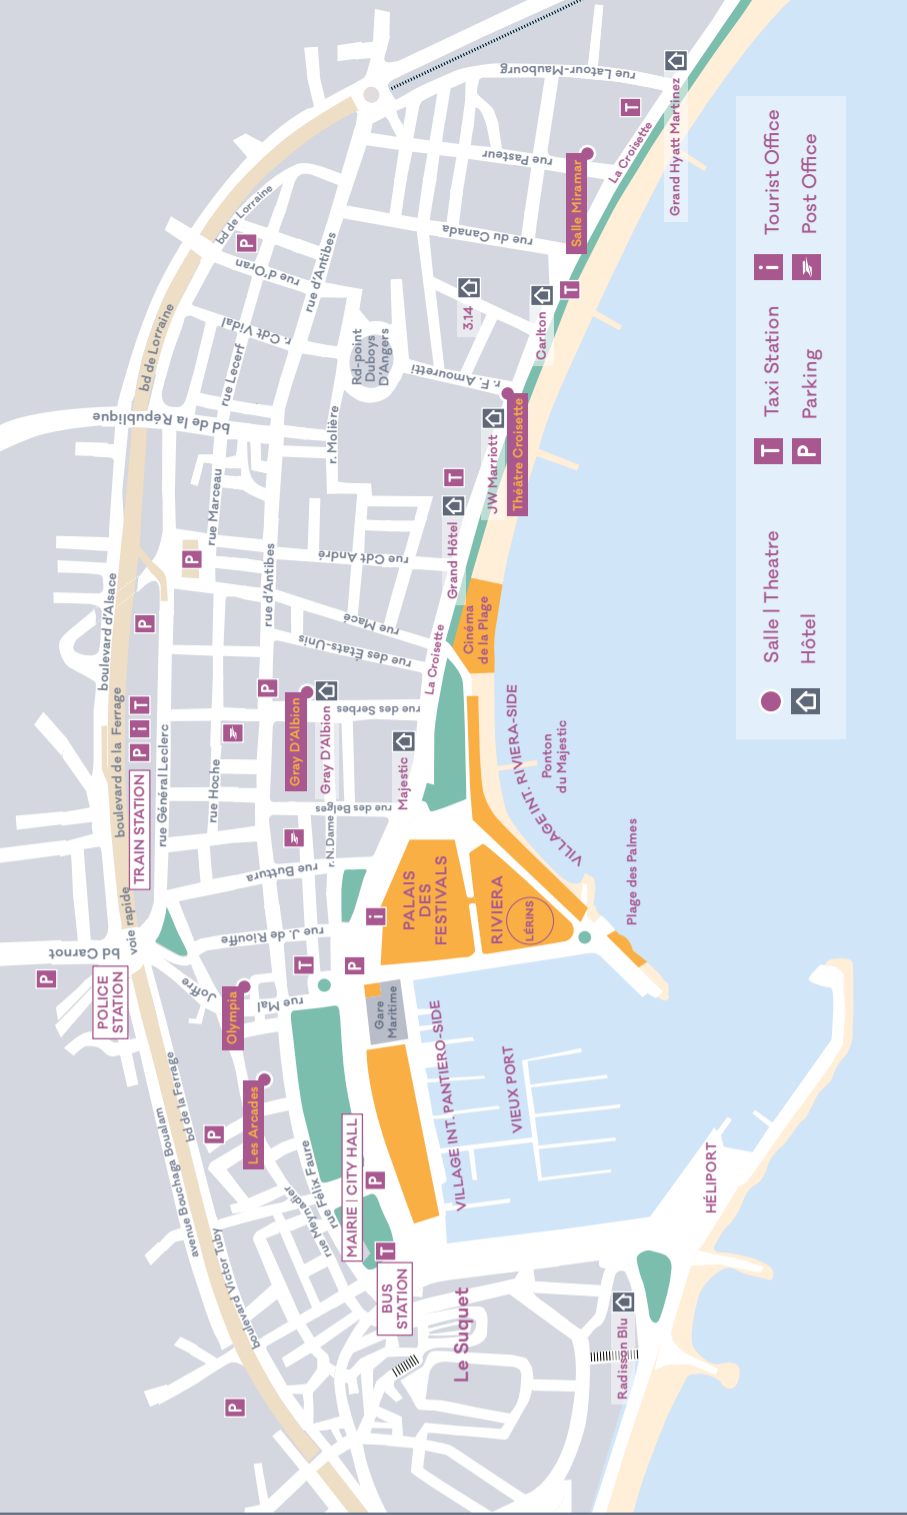 bd Carnot
voie rapide
POLICE
STATION
P
Joffre
Olympia
rue Mal
Les Arcades
P
bd de la Ferrage
avenue Bouchaga Boualam
boulevard Victor Tuby
P
rue Meynadier
rue Félix Faure
MAIRIE | CITY HALL
P
T
BUS
STATION
Le Suquet
Radisson Blu
HÉLIPORT
VIEUX PORT
VILLAGE INT. PANTIERO-SIDE
Gare
Maritime
T
P
i
rue J. de Riouffe
rue Buttura
TRAIN STATION
P
i
T
boulevard de la Ferrage
boulevard d'Alsace
rue Général Leclerc
rue Hoche
r. N. Dame
rue des Belges
rue des Serbes
Gray D'Albion
Gray D'Albion
Majestic
P
P
P
PALAIS
DES
FESTIVALS
RIVIERA
LÉRINS
VILLAGE INT. RIVIERA-SIDE
Ponton
du Majestic
Plage des Palmes
La Croisette
Cinéma
de la Plage
rue des États-Unis
rue Macé
rue Cdt André
rue d'Antibes
rue Marceau
Grand Hôtel
T
JW Marriott
Théâtre Croisette
r. Molière
bd de la République
rue Lecerf
r. Cdt Vidal
bd de Lorraine
bd de Lorraine
P
rue d'Oran
rue d'Antibes
Rd-point
Duboys
D'Angers
r. F. Amouretti
3.14
Carlton
T
rue du Canada
Salle Miramar
rue Pasteur
La Croisette
T
rue Latour-Maubourg
Grand Hyatt Martinez
Salle | Theatre
Hôtel
T
Taxi Station
P
Parking
i
Tourist Office
Post Office